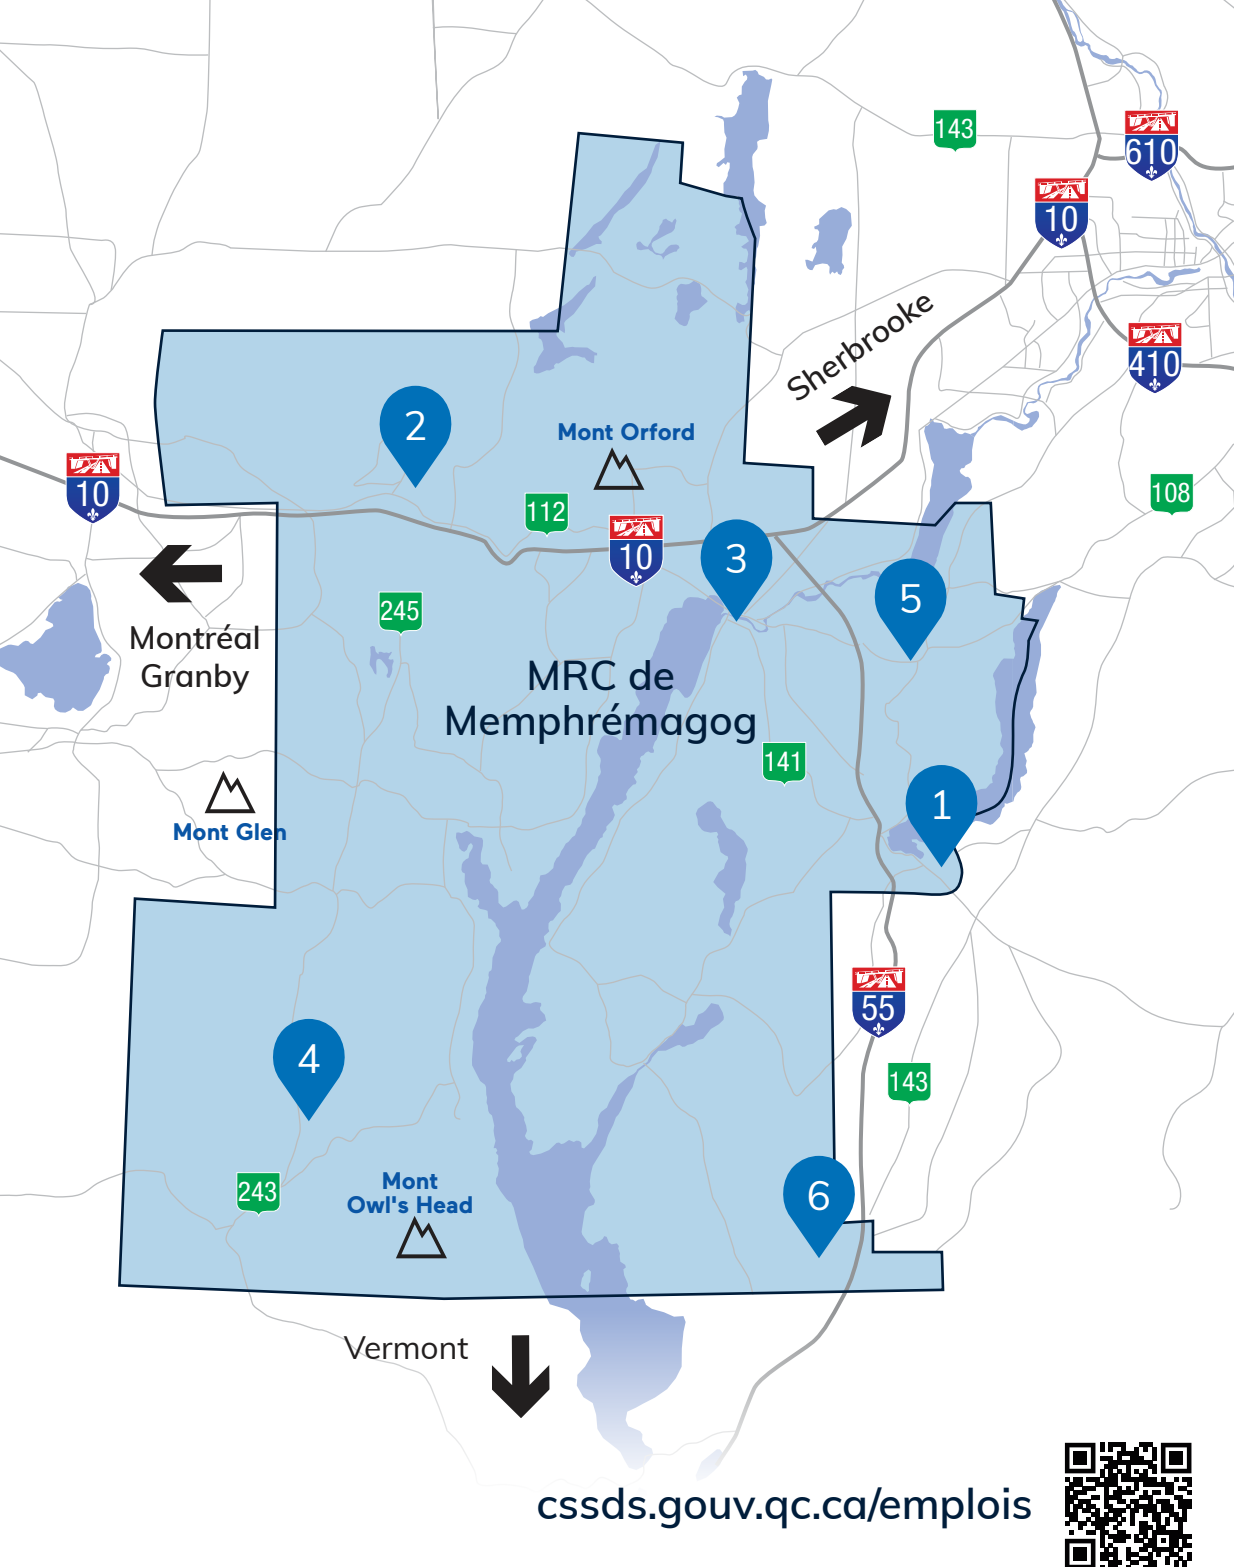 143
610
10
Sherbrooke
410
2
Mont Orford
10
108
112
10
3
5
245
Montréal
Granby
MRC de
Memphrémagog
141
1
Mont Glen
55
4
143
6
243
Mont
Owl's Head
Vermont
cssds.gouv.qc.ca/emplois